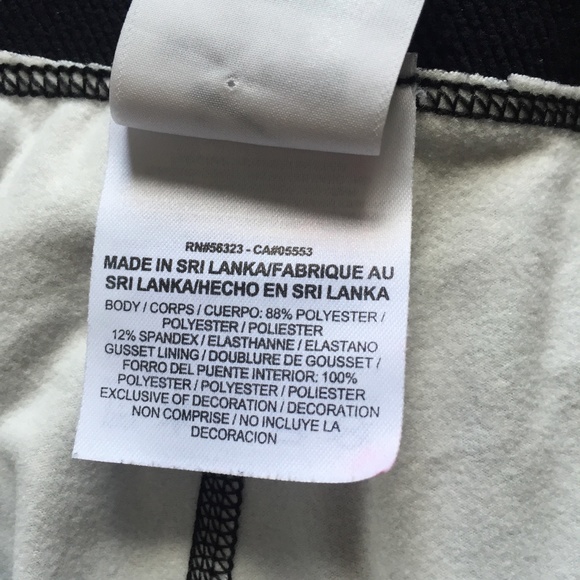 RN#56323 - CA#05553
MADE IN SRI LANKA/FABRIQUE AU
SRI LANKA/HECHO EN SRI LANKA
BODY / CORPS / CUERPO: 88% POLYESTER /
POLYESTER / POLIESTER
12% SPANDEX / ELASTHANNE / ELASTANO
GUSSET LINING / DOUBLURE DE GOUSSET /
FORRO DEL PUENTE INTERIOR: 100%
POLYESTER / POLYESTER / POLIESTER
EXCLUSIVE OF DECORATION / DECORATION
NON COMPRISE / NO INCLUYE LA
DECORACION